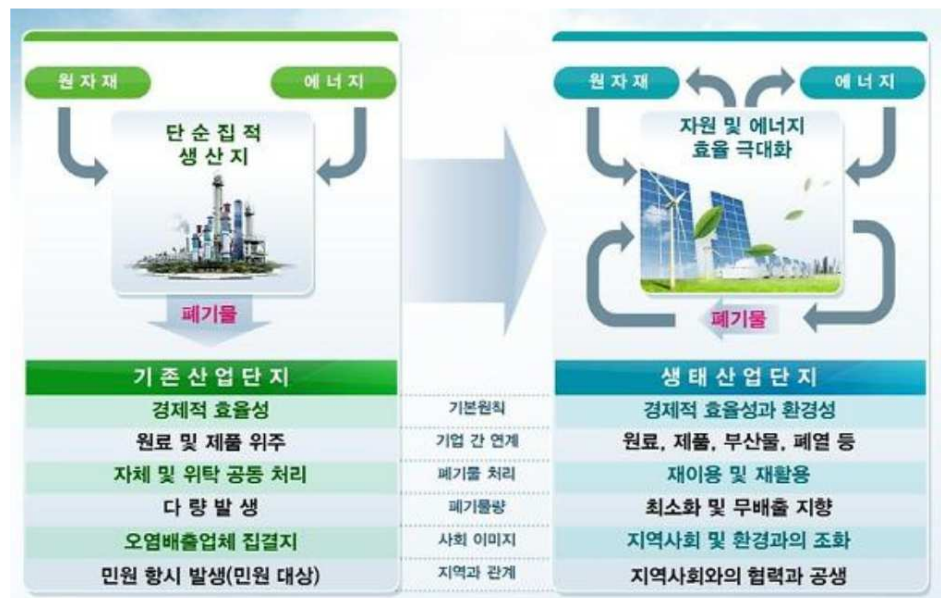 원자재
에너지
단순집적
생산지
폐기물
원자재
에너지
자원 및 에너지
효율 극대화
폐기물
기존산업단지
생태산업단지
경제적 효율성
기본원칙
경제적 효율성과 환경성
원료 및 제품 위주
기업 간 연계
원료, 제품, 부산물, 폐열 등
자체 및 위탁 공동 처리
폐기물 처리
재이용 및 재활용
다량발생
폐기물량
최소화 및 무배출 지향
오염배출업체 집결지
사회 이미지
지역사회 및 환경과의 조화
민원 항시 발생(민원 대상)
지역과 관계
지역사회와의 협력과 공생